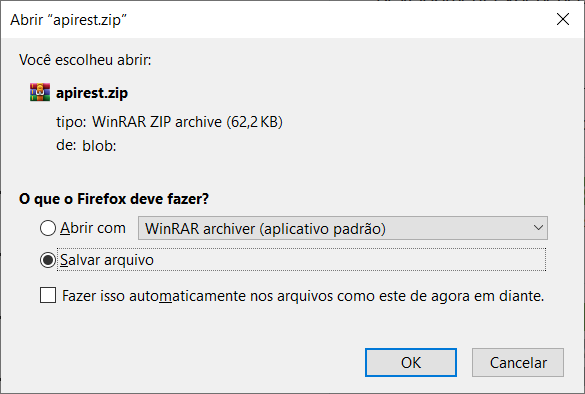 Abrir “apirest.zip”
Você escolheu abrir:
apirest.zip
tipo: WinRAR ZIP archive (62,2 KB)
de: blob:
O que o Firefox deve fazer?
Abrir com WinRAR archiver (aplicativo padrão)
Salvar arquivo
Fazer isso automaticamente nos arquivos como este de agora em diante.
OK Cancelar